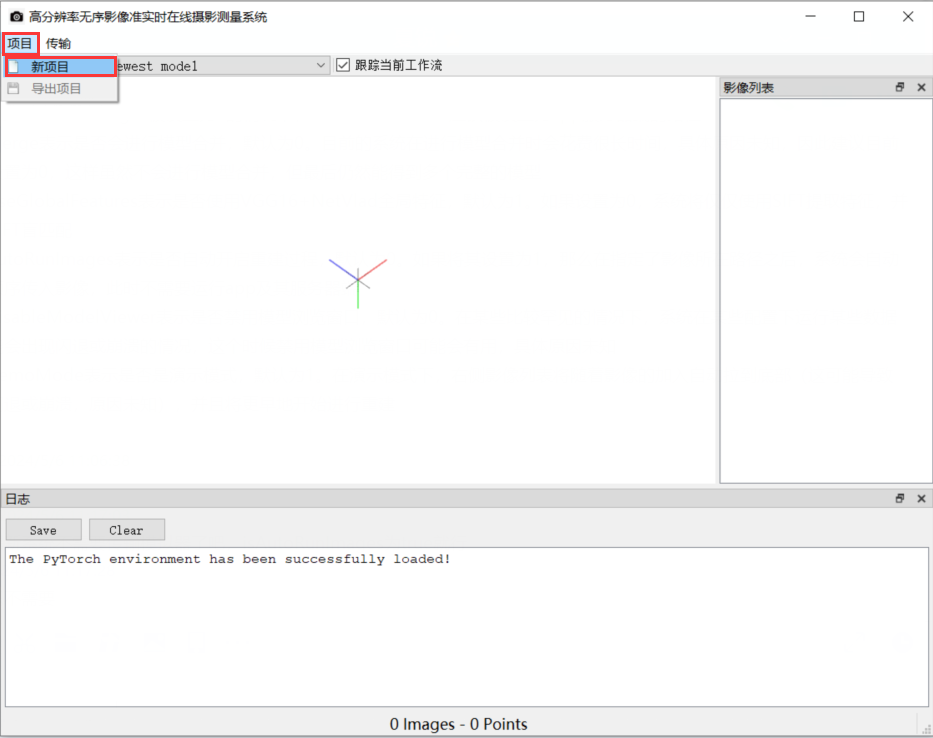 高分辨率无序影像准实时在线摄影测量系统
项目 传输
新项目
ewest model
跟踪当前工作流
导出项目
影像列表
日志
Save Clear
The PyTorch environment has been successfully loaded!
0 Images - 0 Points